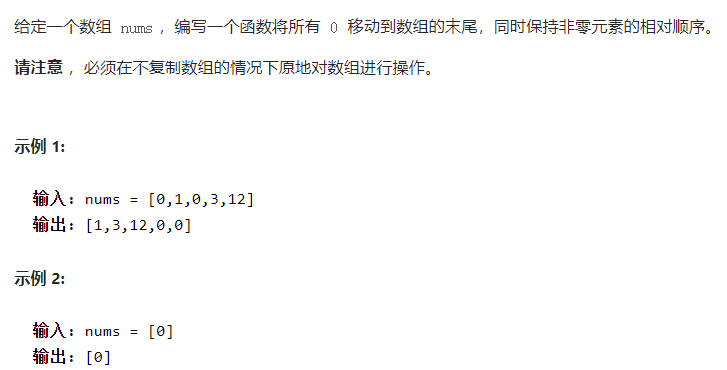 给定一个数组 nums ，编写一个函数将所有 0 移动到数组的末尾，同时保持非零元素的相对顺序。
请注意 ，必须在不复制数组的情况下原地对数组进行操作。
示例 1:
输入：nums = [0,1,0,3,12]
输出：[1,3,12,0,0]
示例 2:
输入：nums = [0]
输出：[0]